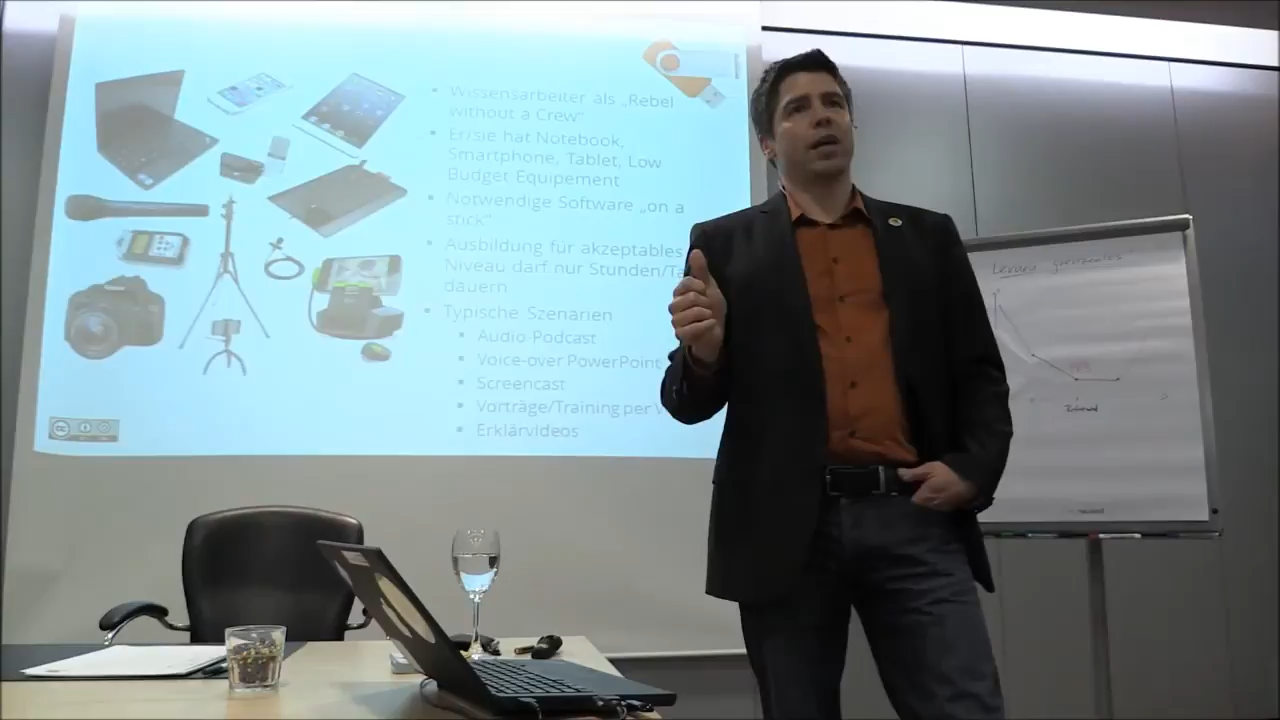 Wissensarbeiter als „Rebel
without a Crew“
Er/sie hat Notebook,
Smartphone, Tablet, Low
Budget Equipement
Notwendige Software „on a
stick“
Ausbildung für akzeptables
Niveau darf nur Stunden/Ta
dauern
Typische Szenarien
Audio-Podcast
Voice-over PowerPoint
Screencast
Vorträge/Training per V
Erklärvideos
cc